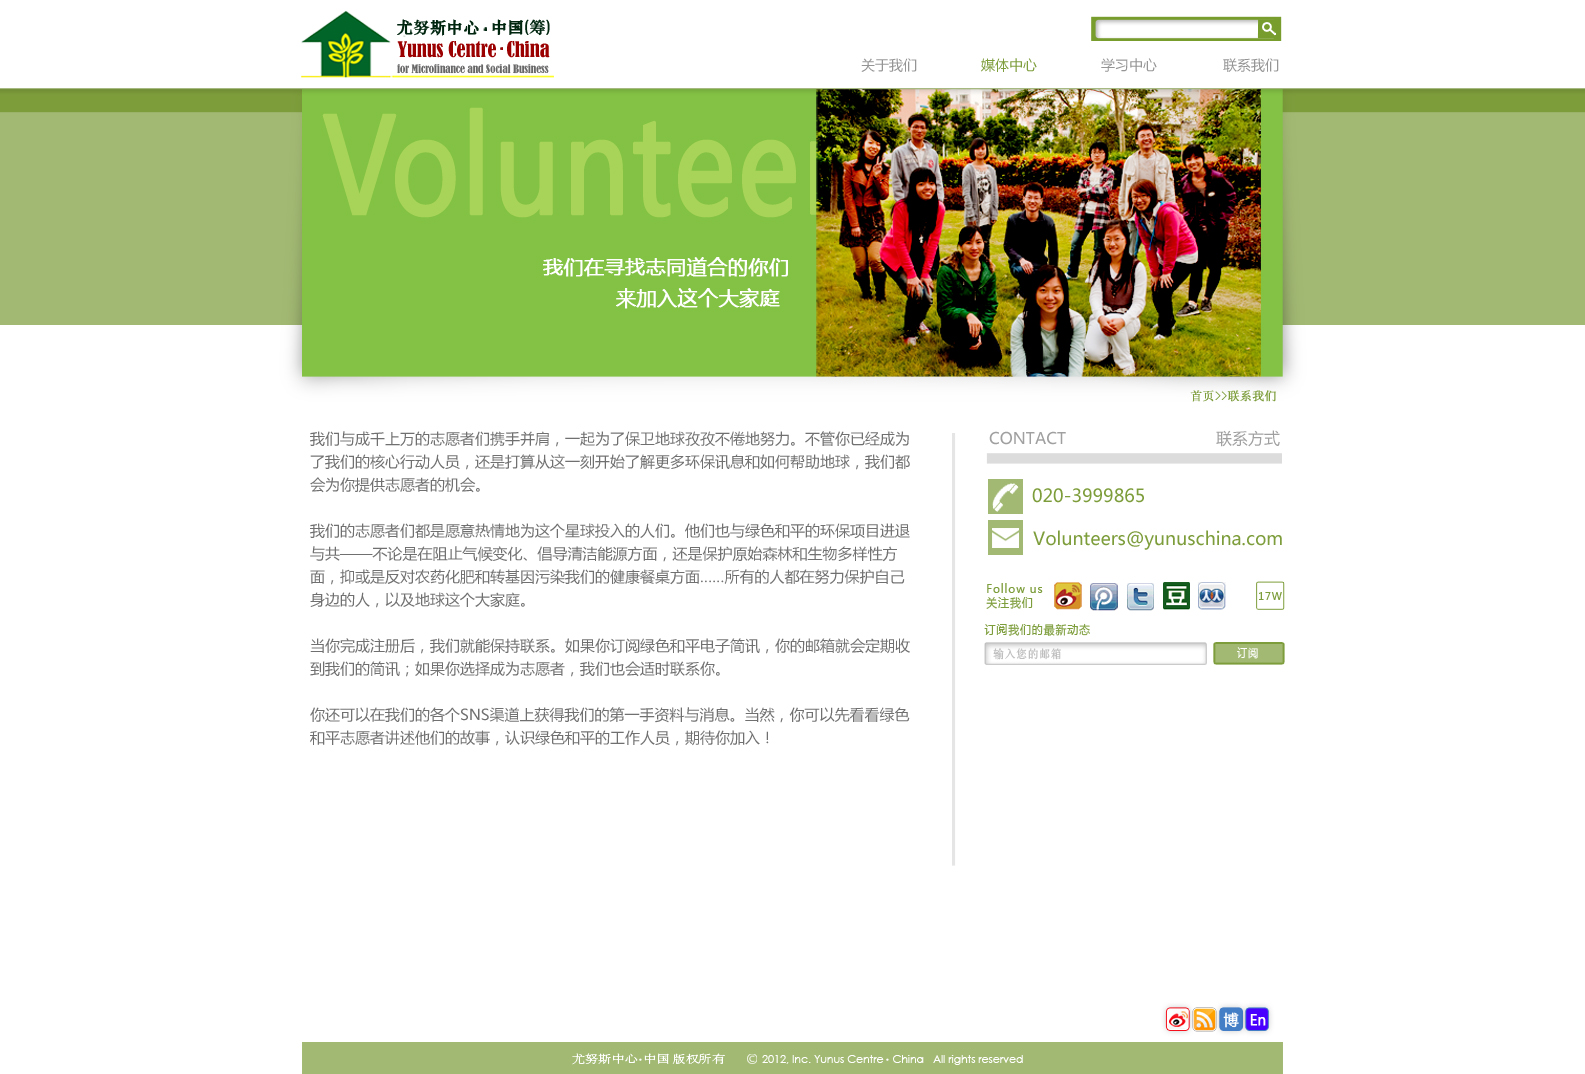 尤努斯中心·中国(筹)
Yunus Centre·China
for Microfinance and Social Business
关于我们
媒体中心
学习中心
联系我们
Volunteer
我们在寻找志同道合的你们
来加入这个大家庭
首页>>联系我们
我们与成千上万的志愿者们携手并肩，一起为了保卫地球孜孜不倦地努力。不管你已经成为
了我们的核心行动人员，还是打算从这一刻开始了解更多环保讯息和如何帮助地球，我们都
会为你提供志愿者的机会。
我们的志愿者们都是愿意热情地为这个星球投入的人们。他们也与绿色和平的环保项目进退
与共——不论是在阻止气候变化、倡导清洁能源方面，还是保护原始森林和生物多样性方
面，抑或是反对农药化肥和转基因污染我们的健康餐桌方面……所有的人都在努力保护自己
身边的人，以及地球这个大家庭。
当你完成注册后，我们就能保持联系。如果你订阅绿色和平电子简讯，你的邮箱就会定期收
到我们的简讯；如果你选择成为志愿者，我们也会适时联系你。
你还可以在我们的各个SNS渠道上获得我们的第一手资料与消息。当然，你可以先看看绿色
和平志愿者讲述他们的故事，认识绿色和平的工作人员，期待你加入！
CONTACT 联系方式
020-3999865
Volunteers@yunuschina.com
Follow us
关注我们
豆
17W
订阅我们的最新动态
输入您的邮箱
订阅
博
En
尤努斯中心·中国 版权所有 © 2012, Inc. Yunus Centre·China All rights reserved